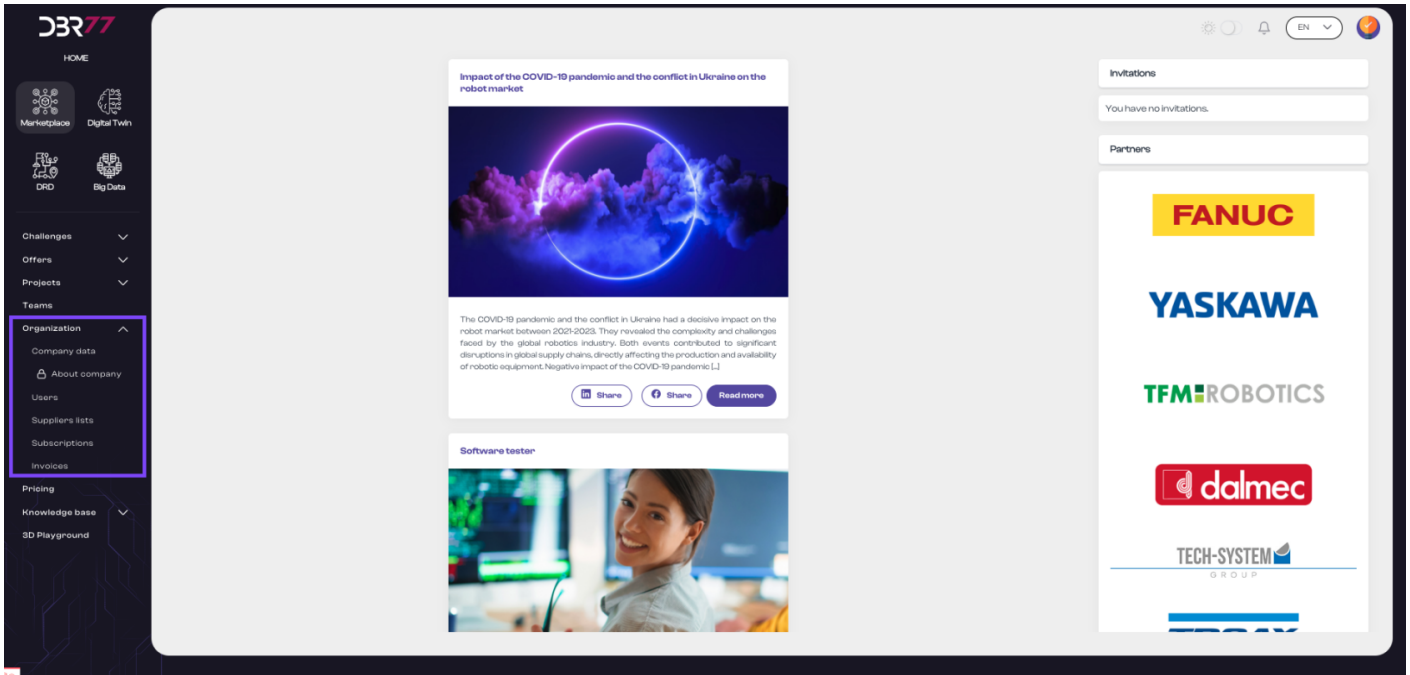 DBR77
HOME
Marketplace
Digital Twin
DRD
Big Data
Challenges
Offers
Projects
Teams
Organization
Company data
About company
Users
Suppliers lists
Subscriptions
Invoices
Pricing
Knowledge base
3D Playground
EN
Impact of the COVID-19 pandemic and the conflict in Ukraine on the
robot market
The COVID-19 pandemic and the conflict in Ukraine had a decisive impact on the
robot market between 2021-2023. They revealed the complexity and challenges
faced by the global robotics industry. Both events contributed to significant
disruptions in global supply chains, directly affecting the production and availability
of robotic equipment. Negative impact of the COVID-19 pandemic [...]
Share
Share
Read more
Software tester
Invitations
You have no invitations.
Partners
FANUC
YASKAWA
TFM ROBOTICS
dalmec
TECH-SYSTEM
GROUP